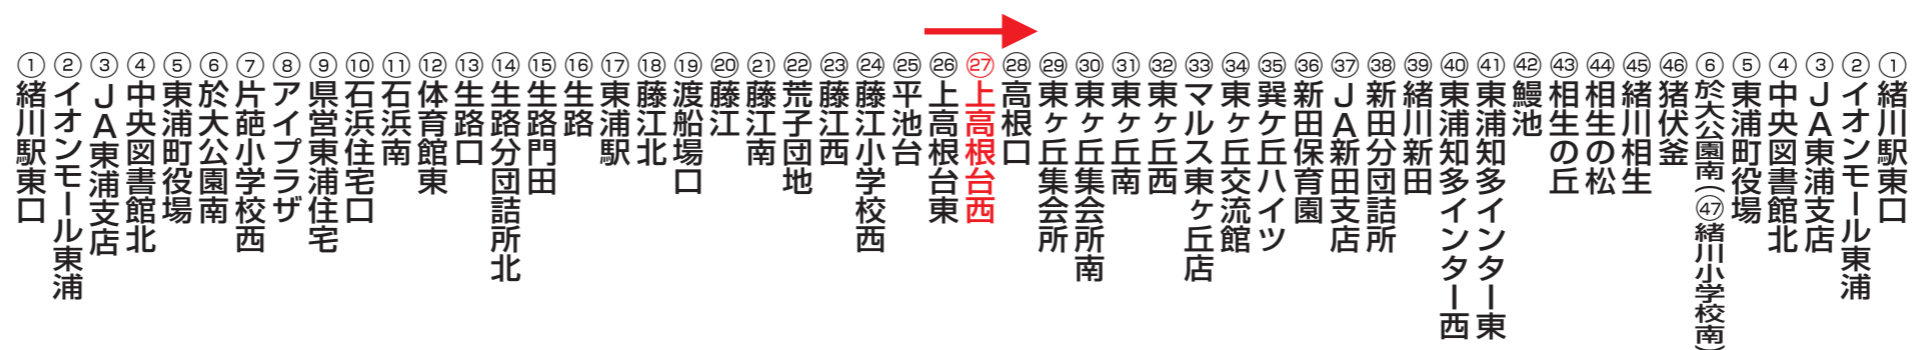 ①緒川駅東口
②イオンモール東浦
③JA東浦支店
④中央図書館北
⑤東浦町役場
⑥於大公園南
⑦片葩小学校西
⑧アイプラザ
⑨県営東浦住宅
⑩石浜住宅口
⑪石浜南
⑫体育館東
⑬生路口
⑭生路分団詰所北
⑮生路門田
⑯生路
⑰東浦駅
⑱藤江北
⑲渡船場口
⑳藤江
㉑藤江南
㉒荒子団地
㉓藤江西
㉔藤江小学校西
㉕平池台
㉖上高根台東
㉗上高根台西
㉘高根口
㉙東ヶ丘集会所
㉚東ヶ丘集会所南
㉛東ヶ丘南
㉜東ヶ丘西
㉝マルス東ヶ丘店
㉞東ヶ丘交流館
㉟巽ケ丘ハイツ
㊱新田保育園
㊲JA新田支店
㊳新田分団詰所
㊴緒川新田
㊵東浦知多インター西
㊶東浦知多インター東
㊷鰻池
㊸相生の丘
㊹相生の松
㊺緒川相生
㊻猪伏釜
⑥於大公園南(㊼緒川小学校南)
⑤東浦町役場
④中央図書館北
③JA東浦支店
②イオンモール東浦
①緒川駅東口